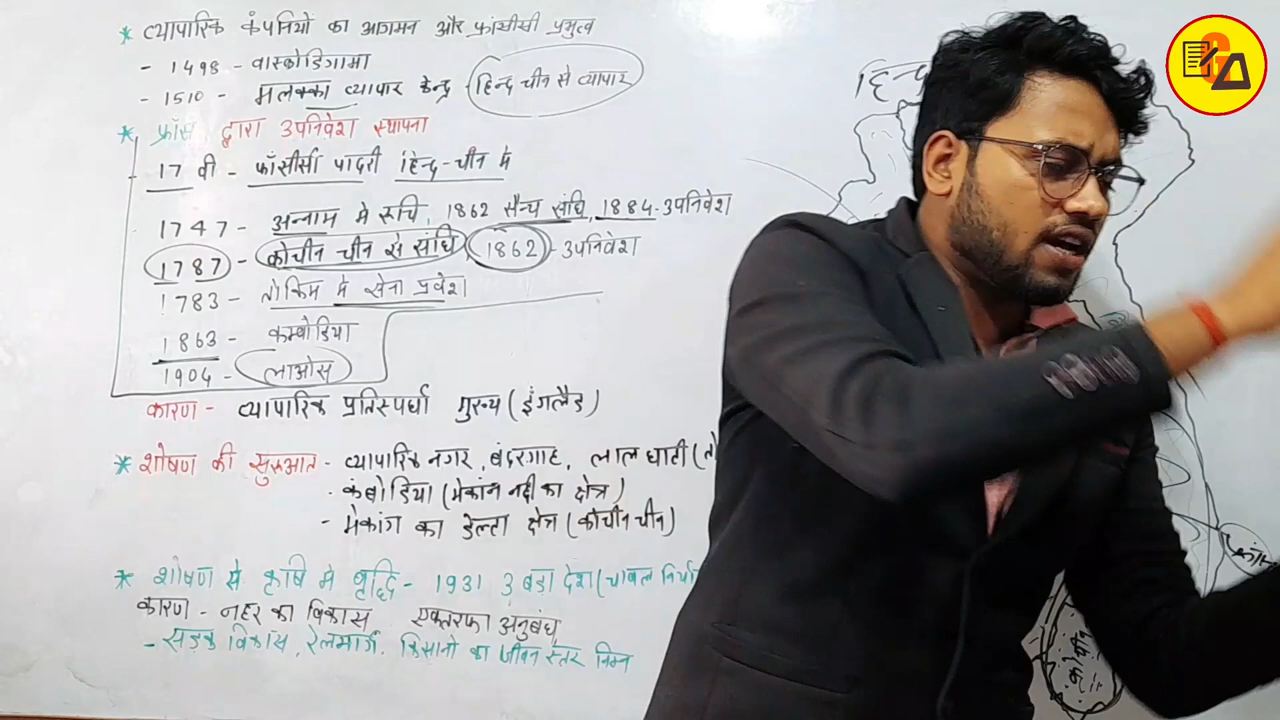 * व्यापारिक कंपनियों का आगमन और फ्रांसीसी प्रभुत्व
- 1498 - वास्कोडिगामा
- 1510 - मलक्का व्यापार केन्द्र - हिन्द चीन से व्यापार
* फ्राँस द्वारा उपनिवेश स्थापना
17 वी - फ्राँसीसी पादरी हिन्द-चीन मे
1747 - अन्नाम मे रूचि, 1862 सैन्य संधि, 1884-उपनिवेश
1787 - कोचीन चीन से संधि, 1862 - उपनिवेश
1783 - तोंकिम मे सेना प्रवेश
1863 - कम्बोडिया
1904 - लाओस
कारण - व्यापारिक प्रतिस्पर्धा मुख्य (इंगलैंड)
* शोषण की सुरूआत - व्यापारिक नगर, बंदरगाह, लाल घाटी (तो
- कंबोडिया (मेकांग नदी का क्षेत्र)
- मेकांग का डेल्टा क्षेत्र (कोचीन चीन)
* शोषण से कृषि मे वृद्धि - 1931 3 बड़ा देश (चावल निर्या
कारण - नहर का विकास एकतरफा अनुबंध
- सड़क विकास, रेलमार्ग, किसानो का जीवन स्तर निम्न
हिन्द
कोचीन